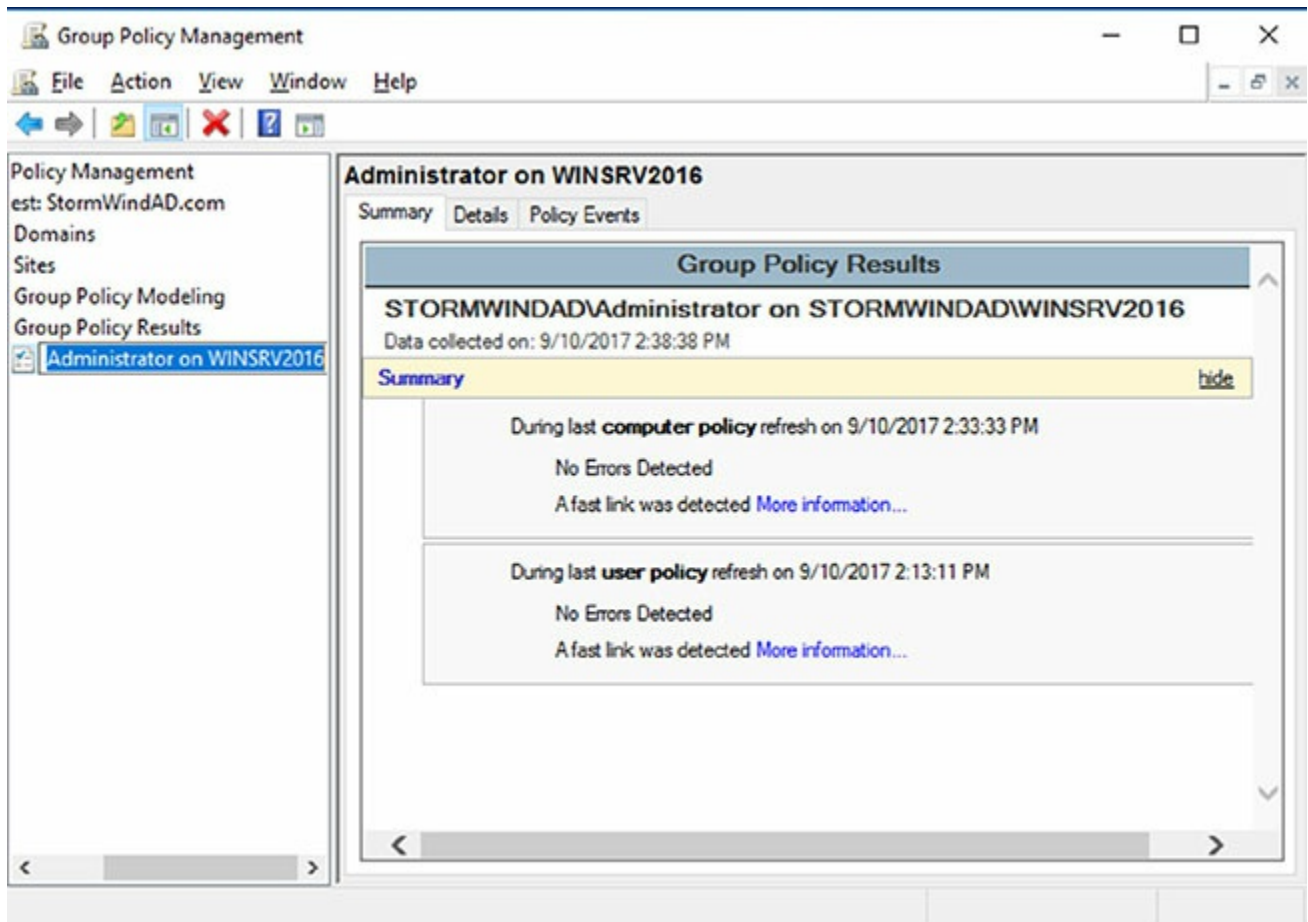 Group Policy Management
File Action View Window Help
Policy Management
est: StormWindAD.com
Domains
Sites
Group Policy Modeling
Group Policy Results
Administrator on WINSRV2016
Administrator on WINSRV2016
Summary Details Policy Events
Group Policy Results
STORMWINDAD\Administrator on STORMWINDAD\WINSRV2016
Data collected on: 9/10/2017 2:38:38 PM
Summary hide
During last computer policy refresh on 9/10/2017 2:33:33 PM
No Errors Detected
A fast link was detected More information...
During last user policy refresh on 9/10/2017 2:13:11 PM
No Errors Detected
A fast link was detected More information...